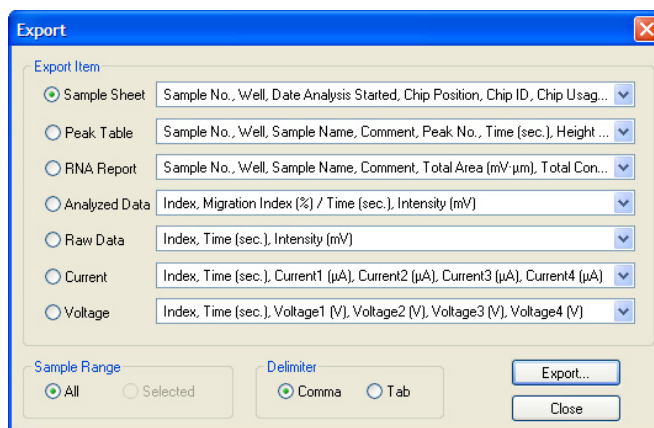 Export
Export Item
Sample Sheet Sample No., Well, Date Analysis Started, Chip Position, Chip ID, Chip Usag...
Peak Table Sample No., Well, Sample Name, Comment, Peak No., Time (sec.), Height ...
RNA Report Sample No., Well, Sample Name, Comment, Total Area (mV·μm), Total Con...
Analyzed Data Index, Migration Index (%) / Time (sec.), Intensity (mV)
Raw Data Index, Time (sec.), Intensity (mV)
Current Index, Time (sec.), Current1 (μA), Current2 (μA), Current3 (μA), Current4 (μA)
Voltage Index, Time (sec.), Voltage1 (V), Voltage2 (V), Voltage3 (V), Voltage4 (V)
Sample Range Delimiter
All Selected Comma Tab Export...
Close